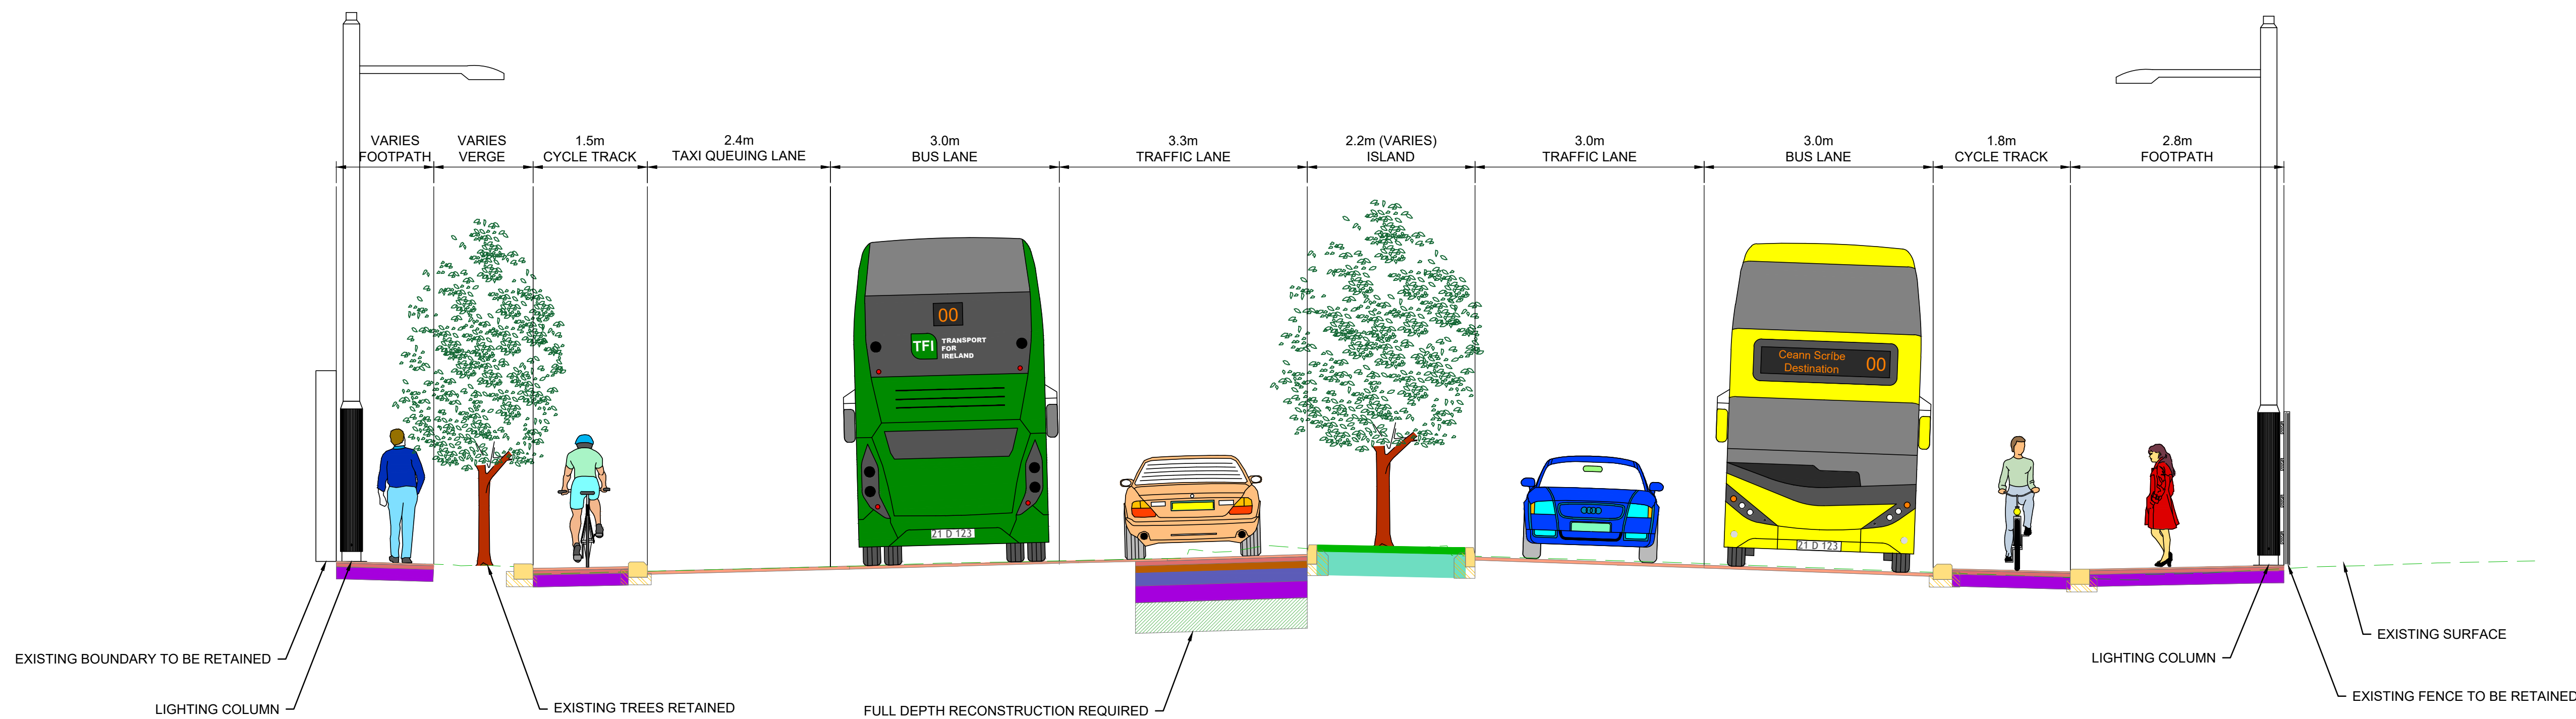 VARIES
FOOTPATH
VARIES
VERGE
1.5m
CYCLE TRACK
2.4m
TAXI QUEUING LANE
3.0m
BUS LANE
3.3m
TRAFFIC LANE
2.2m (VARIES)
ISLAND
3.0m
TRAFFIC LANE
3.0m
BUS LANE
1.8m
CYCLE TRACK
2.8m
FOOTPATH
00
TFI
TRANSPORT
FOR
IRELAND
21 D 123
Ceann Scríbe
Destination
00
21 D 123
EXISTING BOUNDARY TO BE RETAINED
LIGHTING COLUMN
EXISTING TREES RETAINED
FULL DEPTH RECONSTRUCTION REQUIRED
LIGHTING COLUMN
EXISTING SURFACE
EXISTING FENCE TO BE RETAINED